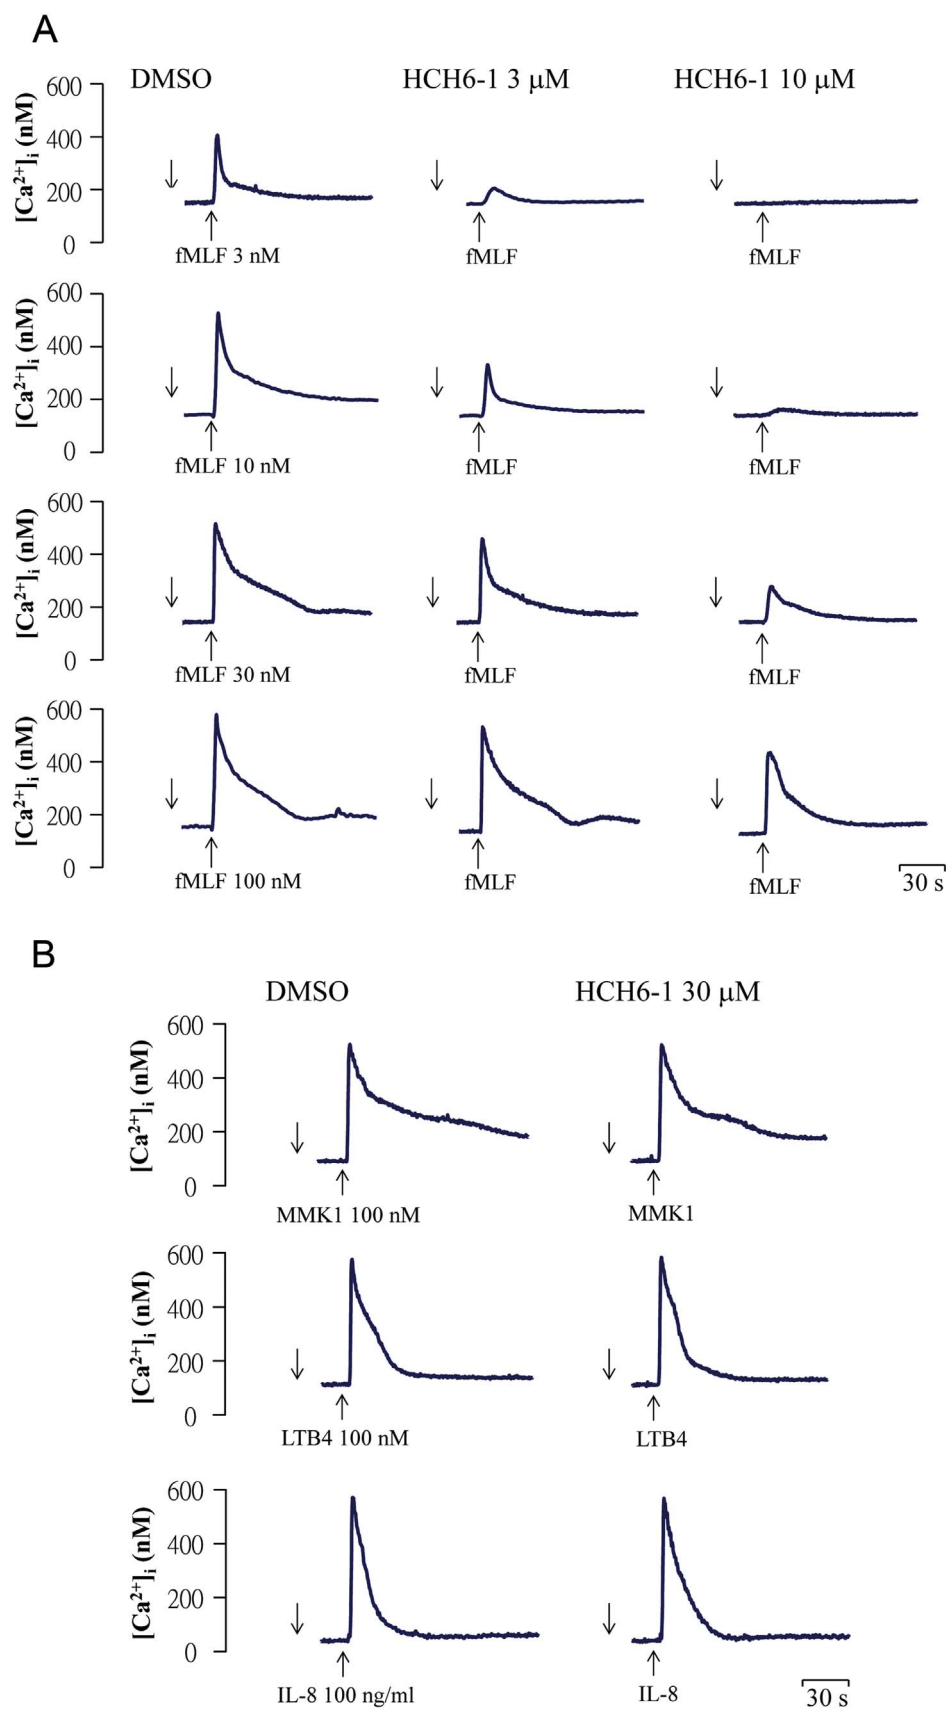 A
DMSO HCH6-1 3 μM HCH6-1 10 μM
[Ca²⁺]ᵢ (nM)
600
400
200
0
fMLF 3 nM fMLF fMLF
[Ca²⁺]ᵢ (nM)
600
400
200
0
fMLF 10 nM fMLF fMLF
[Ca²⁺]ᵢ (nM)
600
400
200
0
fMLF 30 nM fMLF fMLF
[Ca²⁺]ᵢ (nM)
600
400
200
0
fMLF 100 nM fMLF fMLF
30 s
B
DMSO HCH6-1 30 μM
[Ca²⁺]ᵢ (nM)
600
400
200
0
MMK1 100 nM MMK1
[Ca²⁺]ᵢ (nM)
600
400
200
0
LTB4 100 nM LTB4
[Ca²⁺]ᵢ (nM)
600
400
200
0
IL-8 100 ng/ml IL-8
30 s